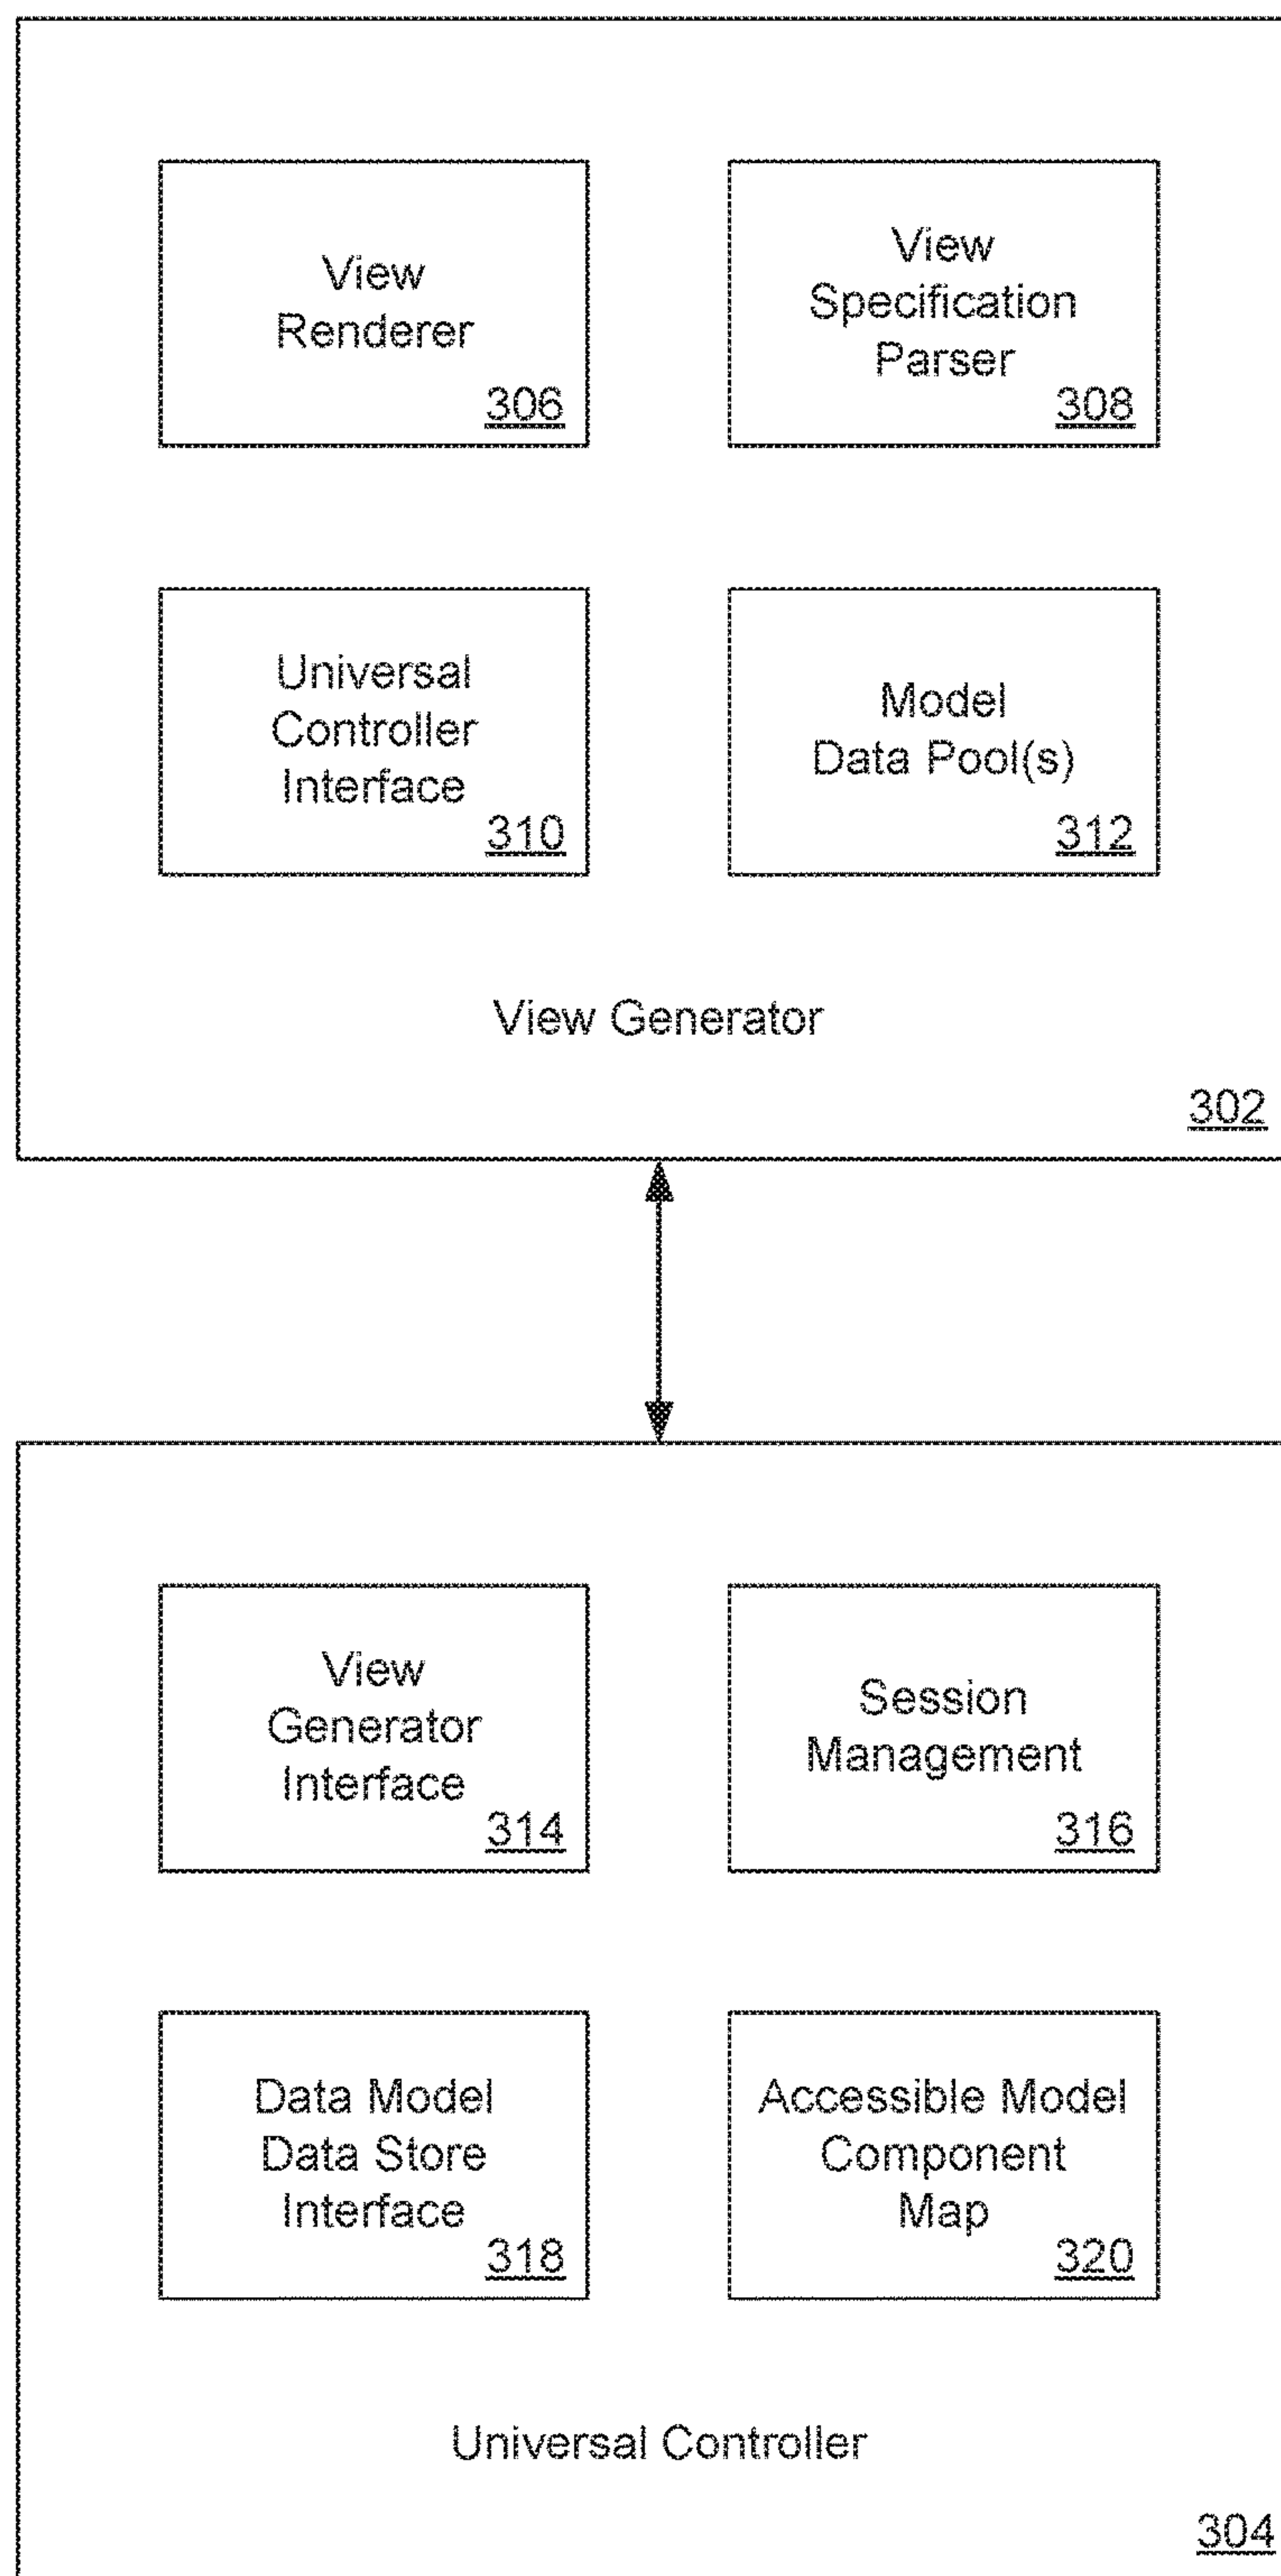 View
Renderer
306
View
Specification
Parser
308
Universal
Controller
Interface
310
Model
Data Pool(s)
312
View Generator
302
View
Generator
Interface
314
Session
Management
316
Data Model
Data Store
Interface
318
Accessible Model
Component
Map
320
Universal Controller
304